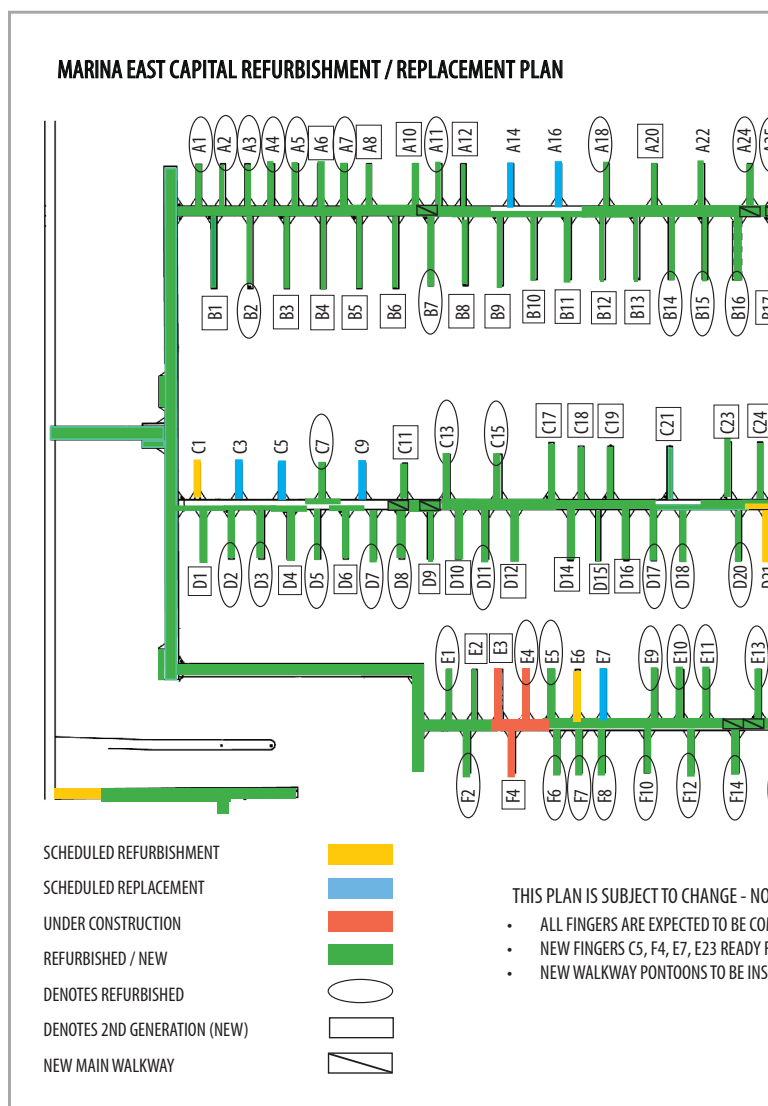 MARINA EAST CAPITAL REFURBISHMENT / REPLACEMENT PLAN
A1 A2 A3 A4 A5 A6 A7 A8 A10 A11 A12 A14 A16 A18 A20 A22 A24
B1 B2 B3 B4 B5 B6 B7 B8 B9 B10 B11 B12 B13 B14 B15 B16 B17
C1 C3 C5 C7 C9 C11 C13 C15 C17 C18 C19 C21 C23 C24
D1 D2 D3 D4 D5 D6 D7 D8 D9 D10 D11 D12 D14 D15 D16 D17 D18 D20 D21
E1 E2 E3 E4 E5 E6 E7 E9 E10 E11 E13
F2 F4 F6 F7 F8 F10 F12 F14
SCHEDULED REFURBISHMENT
SCHEDULED REPLACEMENT
UNDER CONSTRUCTION
REFURBISHED / NEW
DENOTES REFURBISHED
DENOTES 2ND GENERATION (NEW)
NEW MAIN WALKWAY
THIS PLAN IS SUBJECT TO CHANGE - NO
• ALL FINGERS ARE EXPECTED TO BE
• NEW FINGERS C5, F4, E7, E23 READY
• NEW WALKWAY PONTOONS TO BE